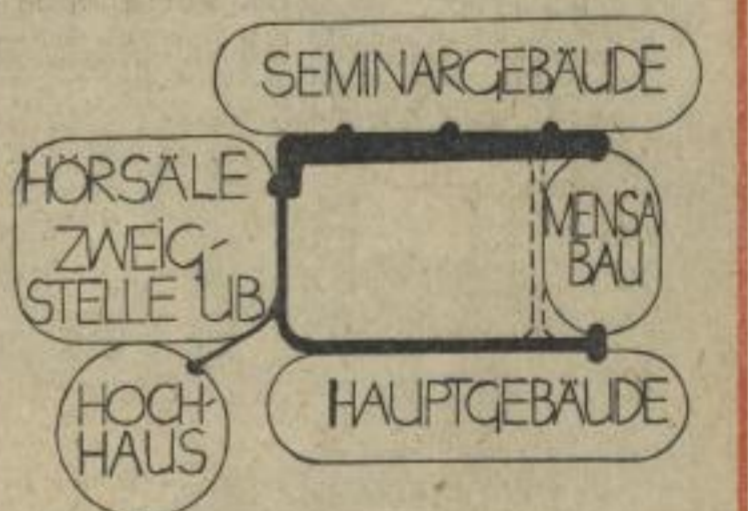 SEMINARGEBÄUDE
HÖRSÄLE
ZWEIG-
STELLE UB
MENSA
BAU
HOCH-
HAUS
HAUPTGEBÄUDE